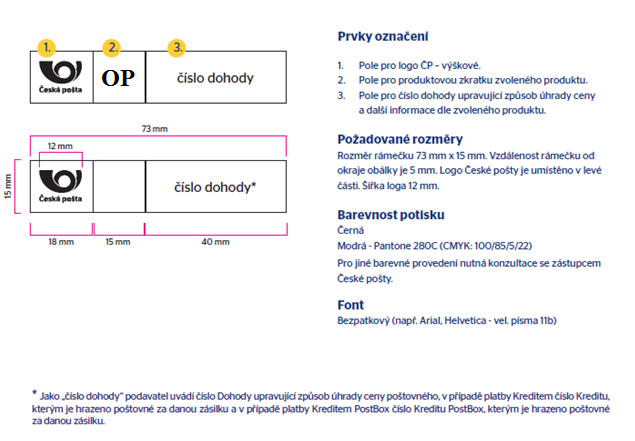 1.
2.
3.
Česká pošta
OP
číslo dohody
73 mm
12 mm
15 mm
Česká pošta
číslo dohody*
18 mm
15 mm
40 mm
Prvky označení
1. Pole pro logo ČP – výškové.
2. Pole pro produktovou zkratku zvoleného produktu.
3. Pole pro číslo dohody upravující způsob úhrady ceny
a další informace dle zvoleného produktu.
Požadované rozměry
Rozměr rámečku 73 mm x 15 mm. Vzdálenost rámečku od
okraje obálky je 5 mm. Logo České pošty je umístěno v levé
části. Šířka loga 12 mm.
Barevnost potisku
Černá
Modrá - Pantone 280C (CMYK: 100/85/5/22)
Pro jiné barevné provedení nutná konzultace se zástupcem
České pošty.
Font
Bezpatkový (např. Arial, Helvetica - vel. písma 11b)
* Jako „číslo dohody“ podavatel uvádí číslo Dohody upravující způsob úhrady ceny poštovného, v případě platby Kreditem číslo Kreditu,
kterým je hrazeno poštovné za danou zásilku a v případě platby Kreditem PostBox číslo Kreditu PostBox, kterým je hrazeno poštovné
za danou zásilku.